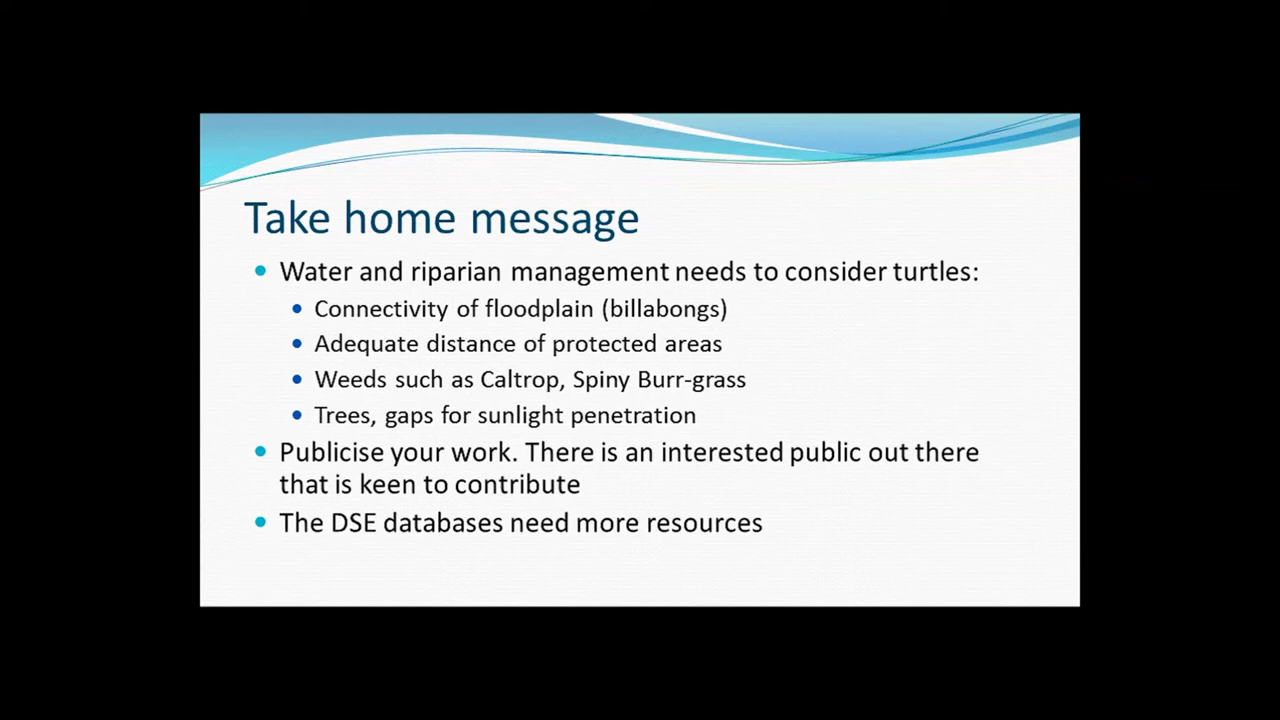 Take home message
Water and riparian management needs to consider turtles:
Connectivity of floodplain (billabongs)
Adequate distance of protected areas
Weeds such as Caltrop, Spiny Burr-grass
Trees, gaps for sunlight penetration
Publicise your work. There is an interested public out there
that is keen to contribute
The DSE databases need more resources